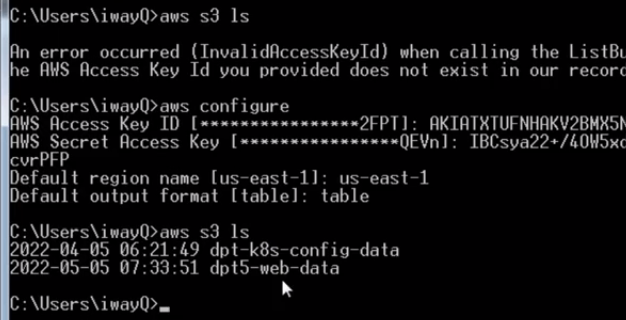 C:\Users\iwayQ>aws s3 ls
An error occurred (InvalidAccessKeyId) when calling the ListBu
he AWS Access Key Id you provided does not exist in our record
C:\Users\iwayQ>aws configure
AWS Access Key ID [****************2FPT]: AKIATXTUFNHAKV2BMX5N
AWS Secret Access Key [****************QEVn]: IBCsya22+/4OW5xc
cvrPFP
Default region name [us-east-1]: us-east-1
Default output format [table]: table
C:\Users\iwayQ>aws s3 ls
2022-04-05 06:21:49 dpt-k8s-config-data
2022-05-05 07:33:51 dpt5-web-data
C:\Users\iwayQ>_